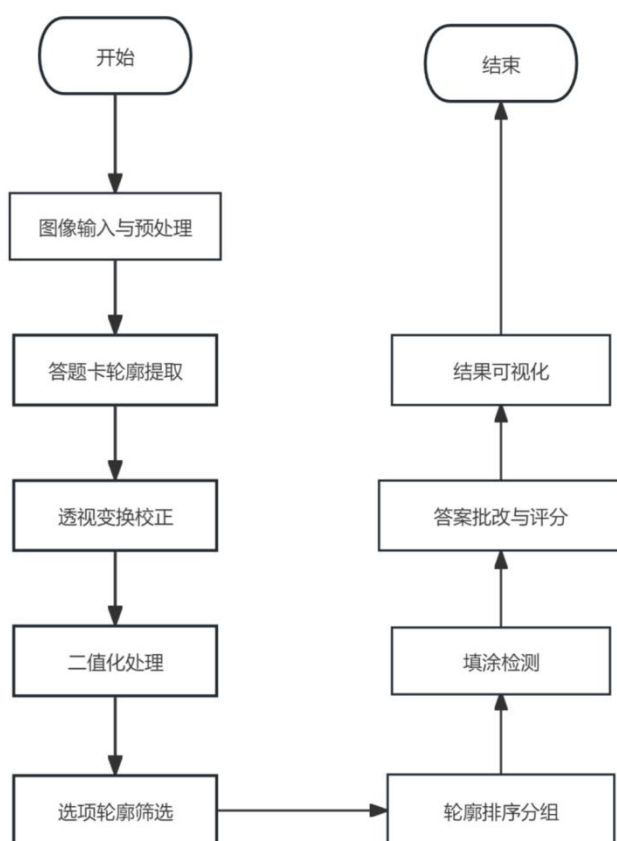 开始
图像输入与预处理
答题卡轮廓提取
透视变换校正
二值化处理
选项轮廓筛选
轮廓排序分组
填涂检测
答案批改与评分
结果可视化
结束